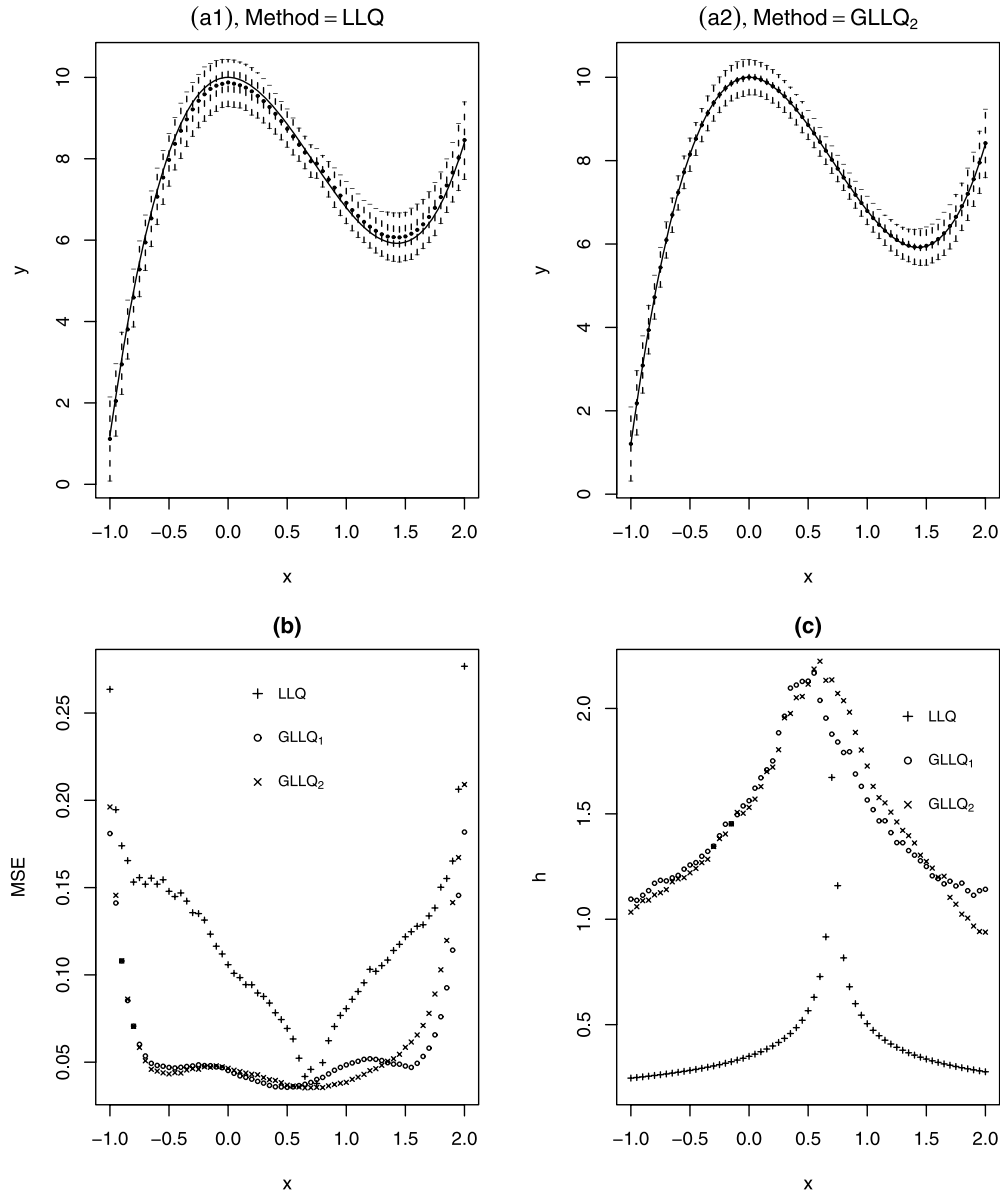 (a1), Method = LLQ
y
0
2
4
6
8
10
−1.0 −0.5 0.0 0.5 1.0 1.5 2.0
x
(a2), Method = GLLQ₂
y
0
2
4
6
8
10
−1.0 −0.5 0.0 0.5 1.0 1.5 2.0
x
(b)
MSE
0.05
0.10
0.15
0.20
0.25
LLQ
GLLQ₁
GLLQ₂
−1.0 −0.5 0.0 0.5 1.0 1.5 2.0
x
(c)
h
0.5
1.0
1.5
2.0
LLQ
GLLQ₁
GLLQ₂
−1.0 −0.5 0.0 0.5 1.0 1.5 2.0
x